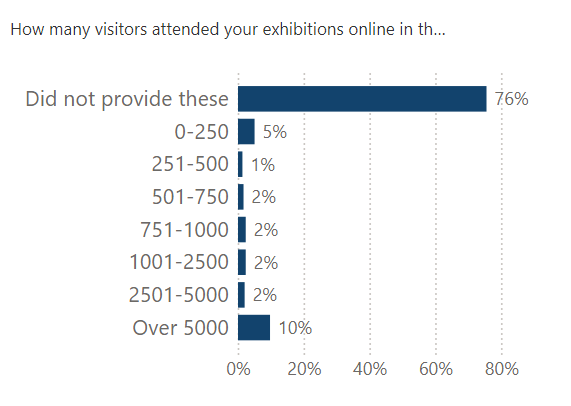 How many visitors attended your exhibitions online in th...
Did not provide these 76%
0-250 5%
251-500 1%
501-750 2%
751-1000 2%
1001-2500 2%
2501-5000 2%
Over 5000 10%
0% 20% 40% 60% 80%